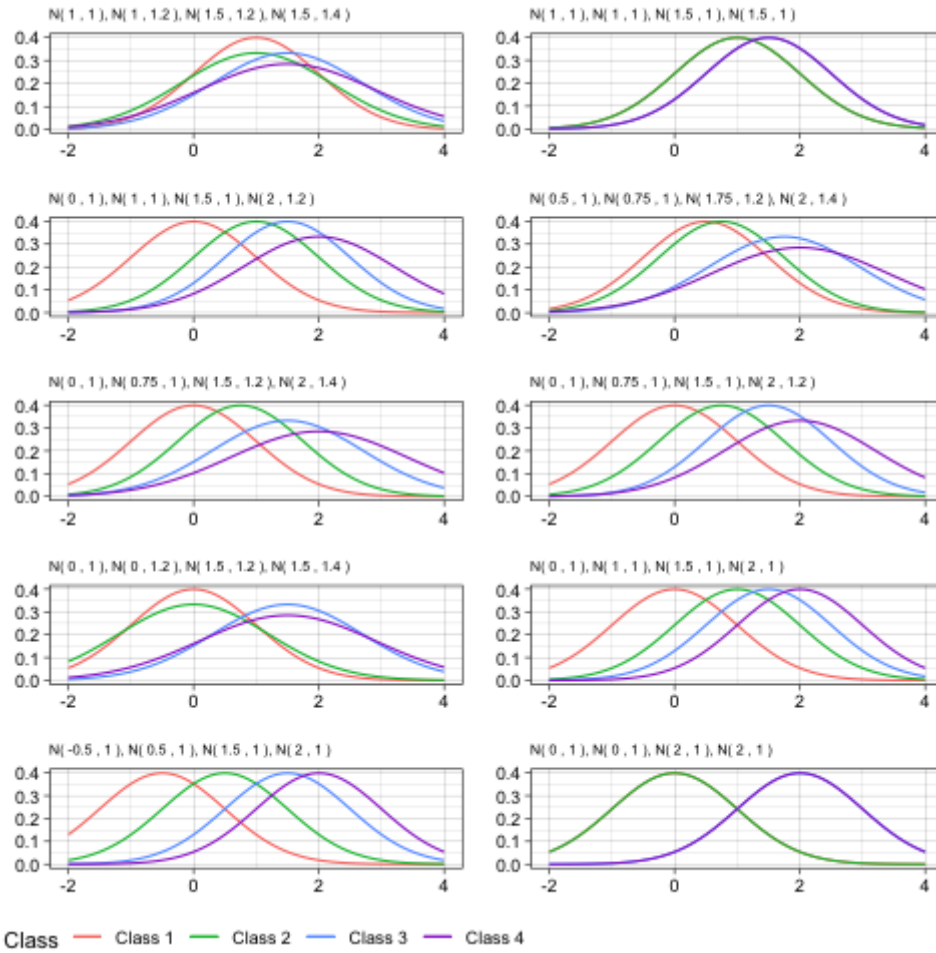 N( 1 , 1 ), N( 1 , 1.2 ), N( 1.5 , 1.2 ), N( 1.5 , 1.4 )
0.4
0.3
0.2
0.1
0.0
-2 0 2 4
N( 1 , 1 ), N( 1 , 1 ), N( 1.5 , 1 ), N( 1.5 , 1 )
0.4
0.3
0.2
0.1
0.0
-2 0 2 4
N( 0 , 1 ), N( 1 , 1 ), N( 1.5 , 1 ), N( 2 , 1.2 )
0.4
0.3
0.2
0.1
0.0
-2 0 2 4
N( 0.5 , 1 ), N( 0.75 , 1 ), N( 1.75 , 1.2 ), N( 2 , 1.4 )
0.4
0.3
0.2
0.1
0.0
-2 0 2 4
N( 0 , 1 ), N( 0.75 , 1 ), N( 1.5 , 1.2 ), N( 2 , 1.4 )
0.4
0.3
0.2
0.1
0.0
-2 0 2 4
N( 0 , 1 ), N( 0.75 , 1 ), N( 1.5 , 1 ), N( 2 , 1.2 )
0.4
0.3
0.2
0.1
0.0
-2 0 2 4
N( 0 , 1 ), N( 0 , 1.2 ), N( 1.5 , 1.2 ), N( 1.5 , 1.4 )
0.4
0.3
0.2
0.1
0.0
-2 0 2 4
N( 0 , 1 ), N( 1 , 1 ), N( 1.5 , 1 ), N( 2 , 1 )
0.4
0.3
0.2
0.1
0.0
-2 0 2 4
N( -0.5 , 1 ), N( 0.5 , 1 ), N( 1.5 , 1 ), N( 2 , 1 )
0.4
0.3
0.2
0.1
0.0
-2 0 2 4
N( 0 , 1 ), N( 0 , 1 ), N( 2 , 1 ), N( 2 , 1 )
0.4
0.3
0.2
0.1
0.0
-2 0 2 4
Class Class 1 Class 2 Class 3 Class 4